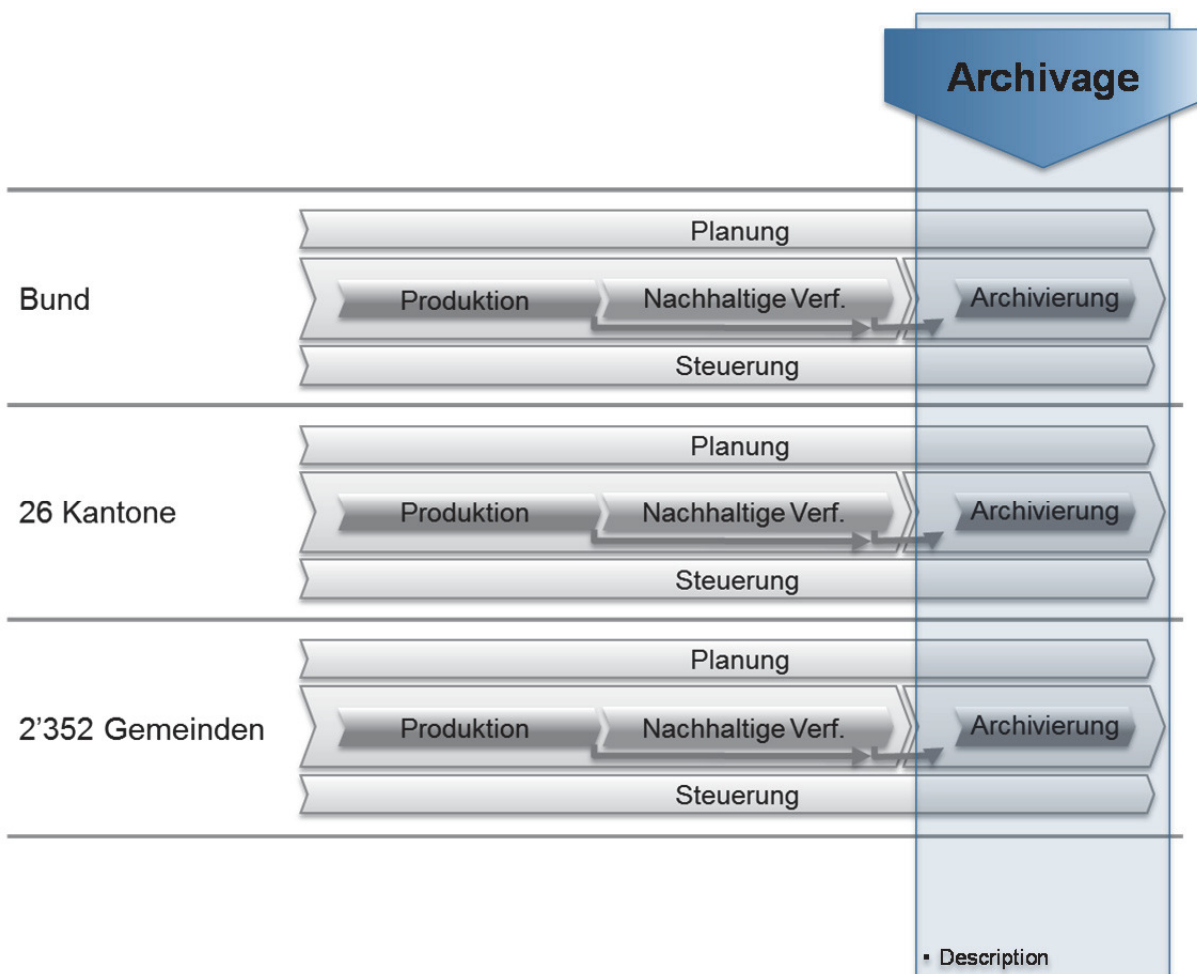 Archivage
Planung
Bund
Produktion
Nachhaltige Verf.
Archivierung
Steuerung
Planung
26 Kantone
Produktion
Nachhaltige Verf.
Archivierung
Steuerung
Planung
2’352 Gemeinden
Produktion
Nachhaltige Verf.
Archivierung
Steuerung
▪ Description